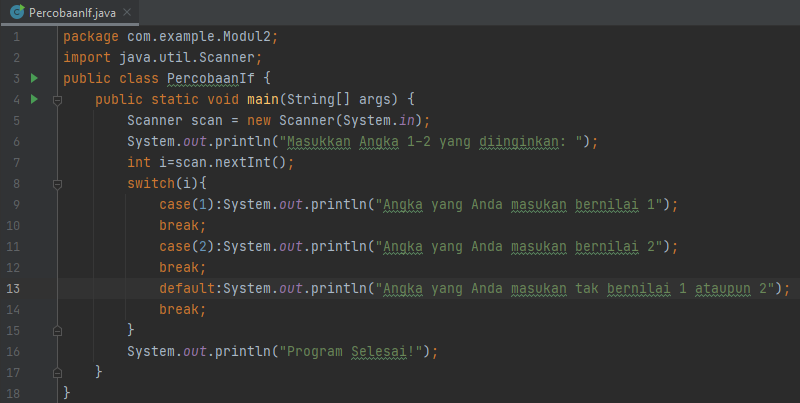 PercobaanIf.java
1 package com.example.Modul2;
2 import java.util.Scanner;
3 public class PercobaanIf {
4 public static void main(String[] args) {
5 Scanner scan = new Scanner(System.in);
6 System.out.println("Masukkan Angka 1-2 yang diinginkan: ");
7 int i=scan.nextInt();
8 switch(i){
9 case(1):System.out.println("Angka yang Anda masukan bernilai 1");
10 break;
11 case(2):System.out.println("Angka yang Anda masukan bernilai 2");
12 break;
13 default:System.out.println("Angka yang Anda masukan tak bernilai 1 ataupun 2");
14 break;
15 }
16 System.out.println("Program Selesai!");
17 }
18 }